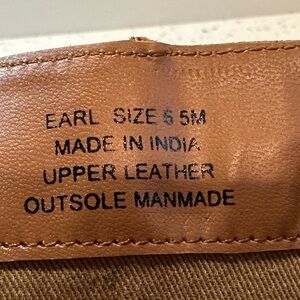 EARL SIZE 6 5M
MADE IN INDIA
UPPER LEATHER
OUTSOLE MANMADE